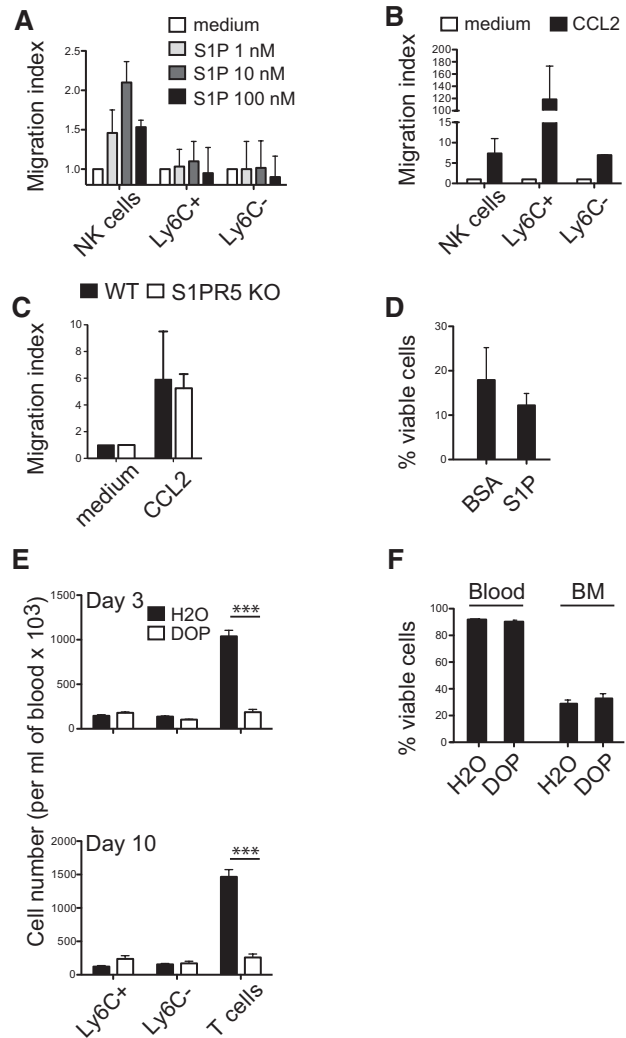 A
medium
S1P 1 nM
S1P 10 nM
S1P 100 nM
Migration index
2.5
2.0
1.5
1.0
NK cells
Ly6C+
Ly6C-
B
medium
CCL2
Migration index
200
180
160
140
120
100
15
10
5
0
NK cells
Ly6C+
Ly6C-
C
WT
S1PR5 KO
Migration index
10
8
6
4
2
0
medium
CCL2
D
% viable cells
30
20
10
0
BSA
S1P
E
Cell number (per ml of blood x 103)
Day 3
H2O
DOP
***
1500
1000
500
0
Day 10
***
2000
1500
1000
500
0
Ly6C+
Ly6C-
T cells
F
Blood
BM
% viable cells
100
80
60
40
20
0
H2O
DOP
H2O
DOP